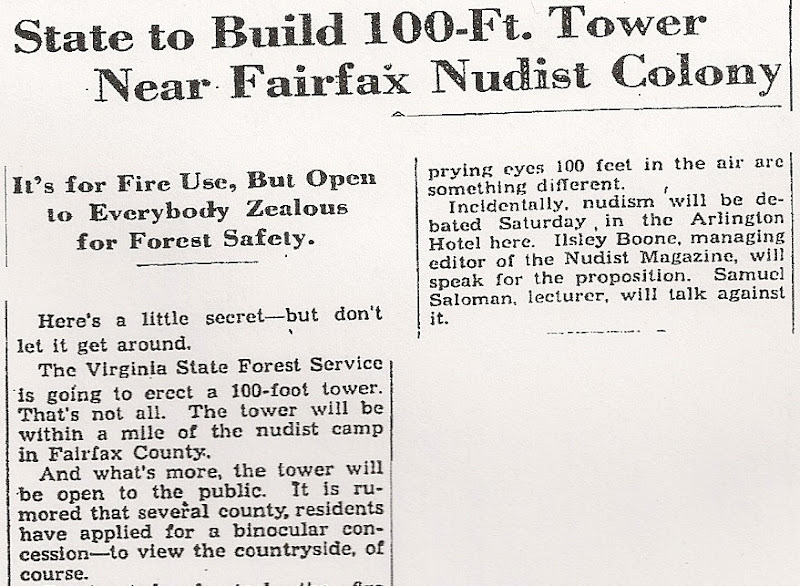 State to Build 100-Ft. Tower
Near Fairfax Nudist Colony
It's for Fire Use, But Open
to Everybody Zealous
for Forest Safety.
Here's a little secret—but don't
let it get around.
The Virginia State Forest Service
is going to erect a 100-foot tower.
That's not all. The tower will be
within a mile of the nudist camp
in Fairfax County.
And what's more, the tower will
be open to the public. It is ru-
mored that several county, residents
have applied for a binocular con-
cession—to view the countryside, of
course.
prying eyes 100 feet in the air are
something different.
Incidentally, nudism will be de-
bated Saturday in the Arlington
Hotel here. Ilsley Boone, managing
editor of the Nudist Magazine, will
speak for the proposition. Samuel
Saloman, lecturer, will talk against
it.